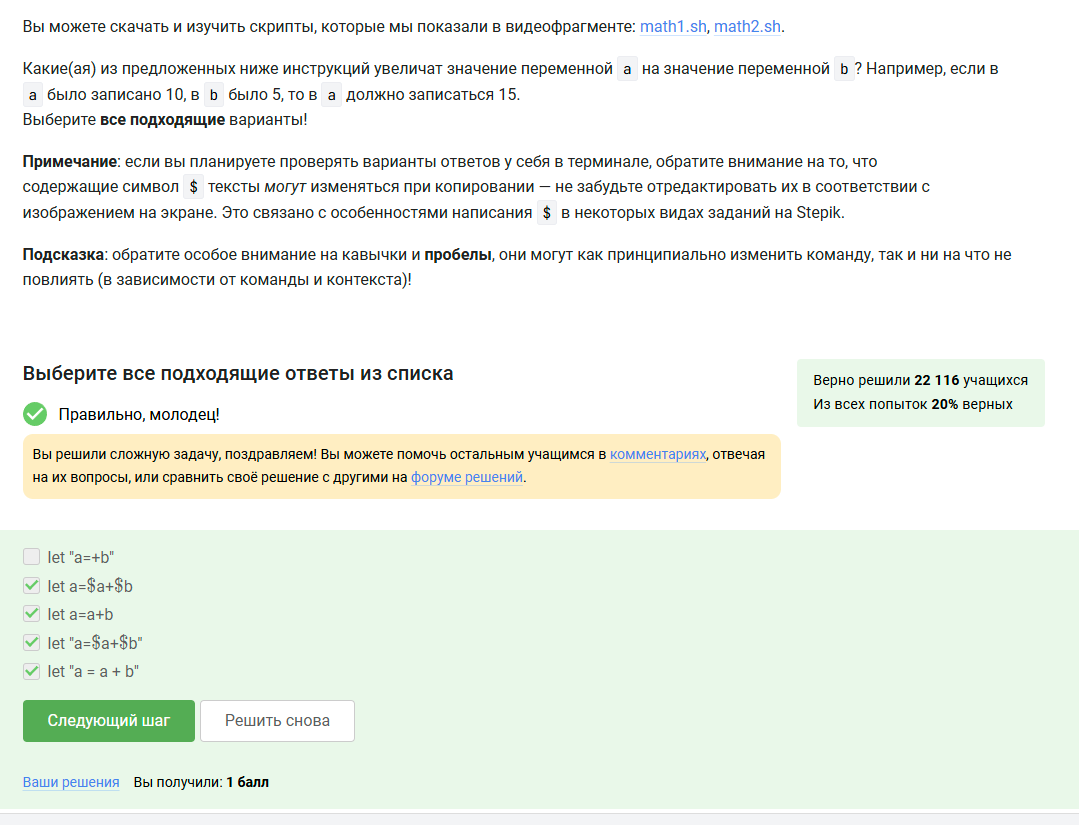 Вы можете скачать и изучить скрипты, которые мы показали в видеофрагменте: math1.sh, math2.sh.
Какие(ая) из предложенных ниже инструкций увеличат значение переменной a на значение переменной b ? Например, если в
a было записано 10, в b было 5, то в a должно записаться 15.
Выберите все подходящие варианты!
Примечание: если вы планируете проверять варианты ответов у себя в терминале, обратите внимание на то, что
содержащие символ $ тексты могут изменяться при копировании — не забудьте отредактировать их в соответствии с
изображением на экране. Это связано с особенностями написания $ в некоторых видах заданий на Stepik.
Подсказка: обратите особое внимание на кавычки и пробелы, они могут как принципиально изменить команду, так и ни на что не
повлиять (в зависимости от команды и контекста)!
Выберите все подходящие ответы из списка
Верно решили 22 116 учащихся
Из всех попыток 20% верных
Правильно, молодец!
Вы решили сложную задачу, поздравляем! Вы можете помочь остальным учащимся в комментариях, отвечая
на их вопросы, или сравнить своё решение с другими на форуме решений.
let "a=+b"
let a=$a+$b
let a=a+b
let "a=$a+$b"
let "a = a + b"
Следующий шаг
Решить снова
Ваши решения Вы получили: 1 балл